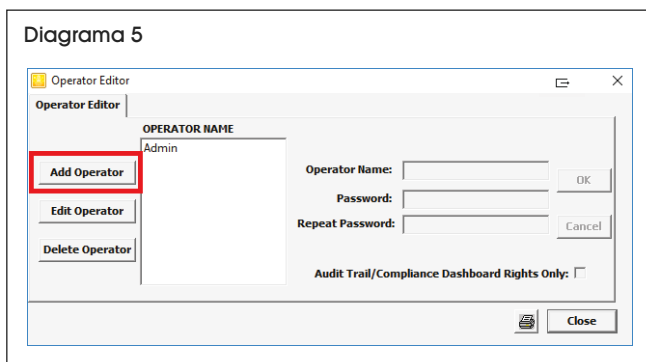 Diagrama 5
Operator Editor
Operator Editor
OPERATOR NAME
Admin
Add Operator
Edit Operator
Delete Operator
Operator Name:
Password:
Repeat Password:
OK
Cancel
Audit Trail/Compliance Dashboard Rights Only:
Close